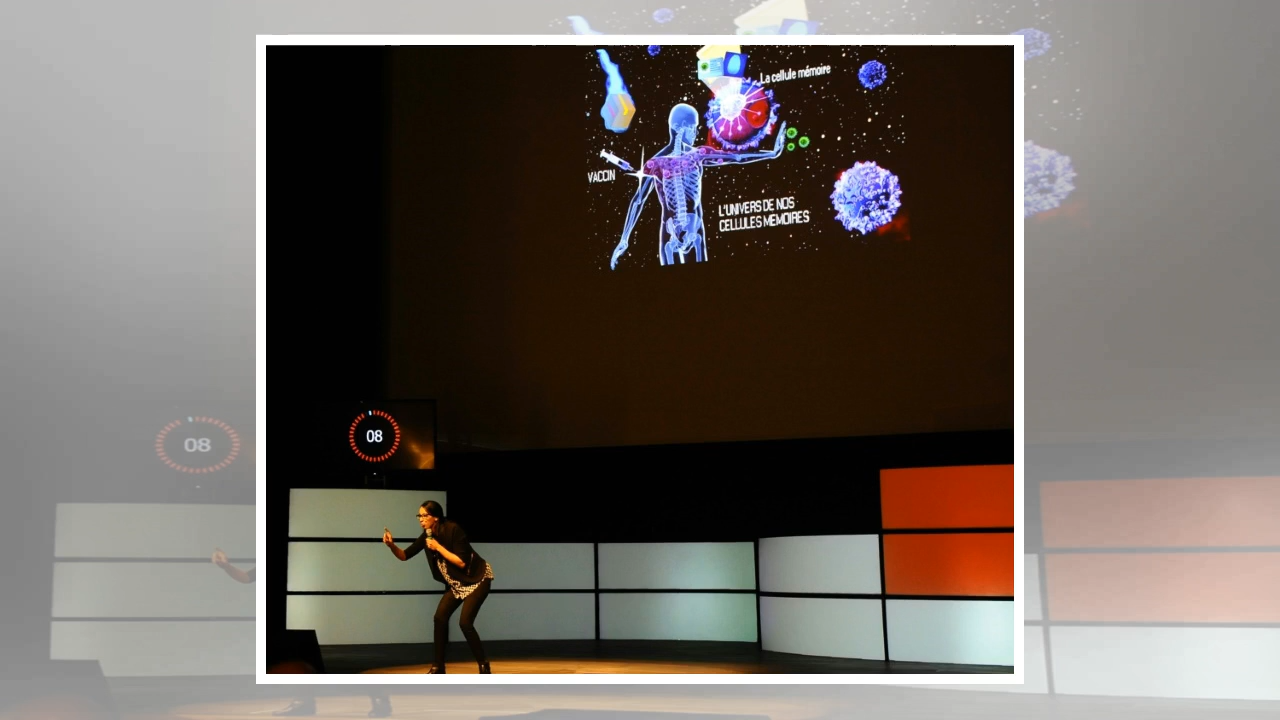 La cellule mémoire
VACCIN
L'UNIVERS DE NOS
CELLULES MEMOIRES
08